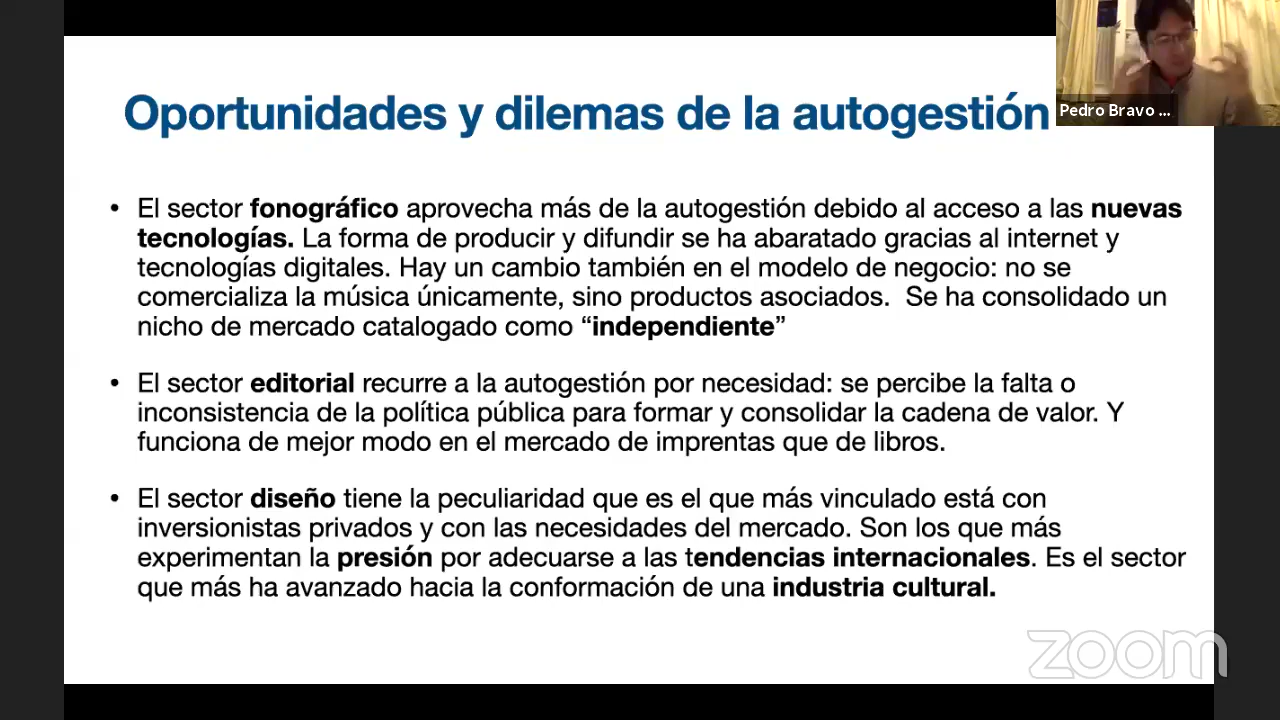 Oportunidades y dilemas de la autogestión
Pedro Bravo ...
• El sector fonográfico aprovecha más de la autogestión debido al acceso a las nuevas
tecnologías. La forma de producir y difundir se ha abaratado gracias al internet y
tecnologías digitales. Hay un cambio también en el modelo de negocio: no se
comercializa la música únicamente, sino productos asociados.  Se ha consolidado un
nicho de mercado catalogado como “independiente”
• El sector editorial recurre a la autogestión por necesidad: se percibe la falta o
inconsistencia de la política pública para formar y consolidar la cadena de valor. Y
funciona de mejor modo en el mercado de imprentas que de libros.
• El sector diseño tiene la peculiaridad que es el que más vinculado está con
inversionistas privados y con las necesidades del mercado. Son los que más
experimentan la presión por adecuarse a las tendencias internacionales. Es el sector
que más ha avanzado hacia la conformación de una industria cultural.
zoom